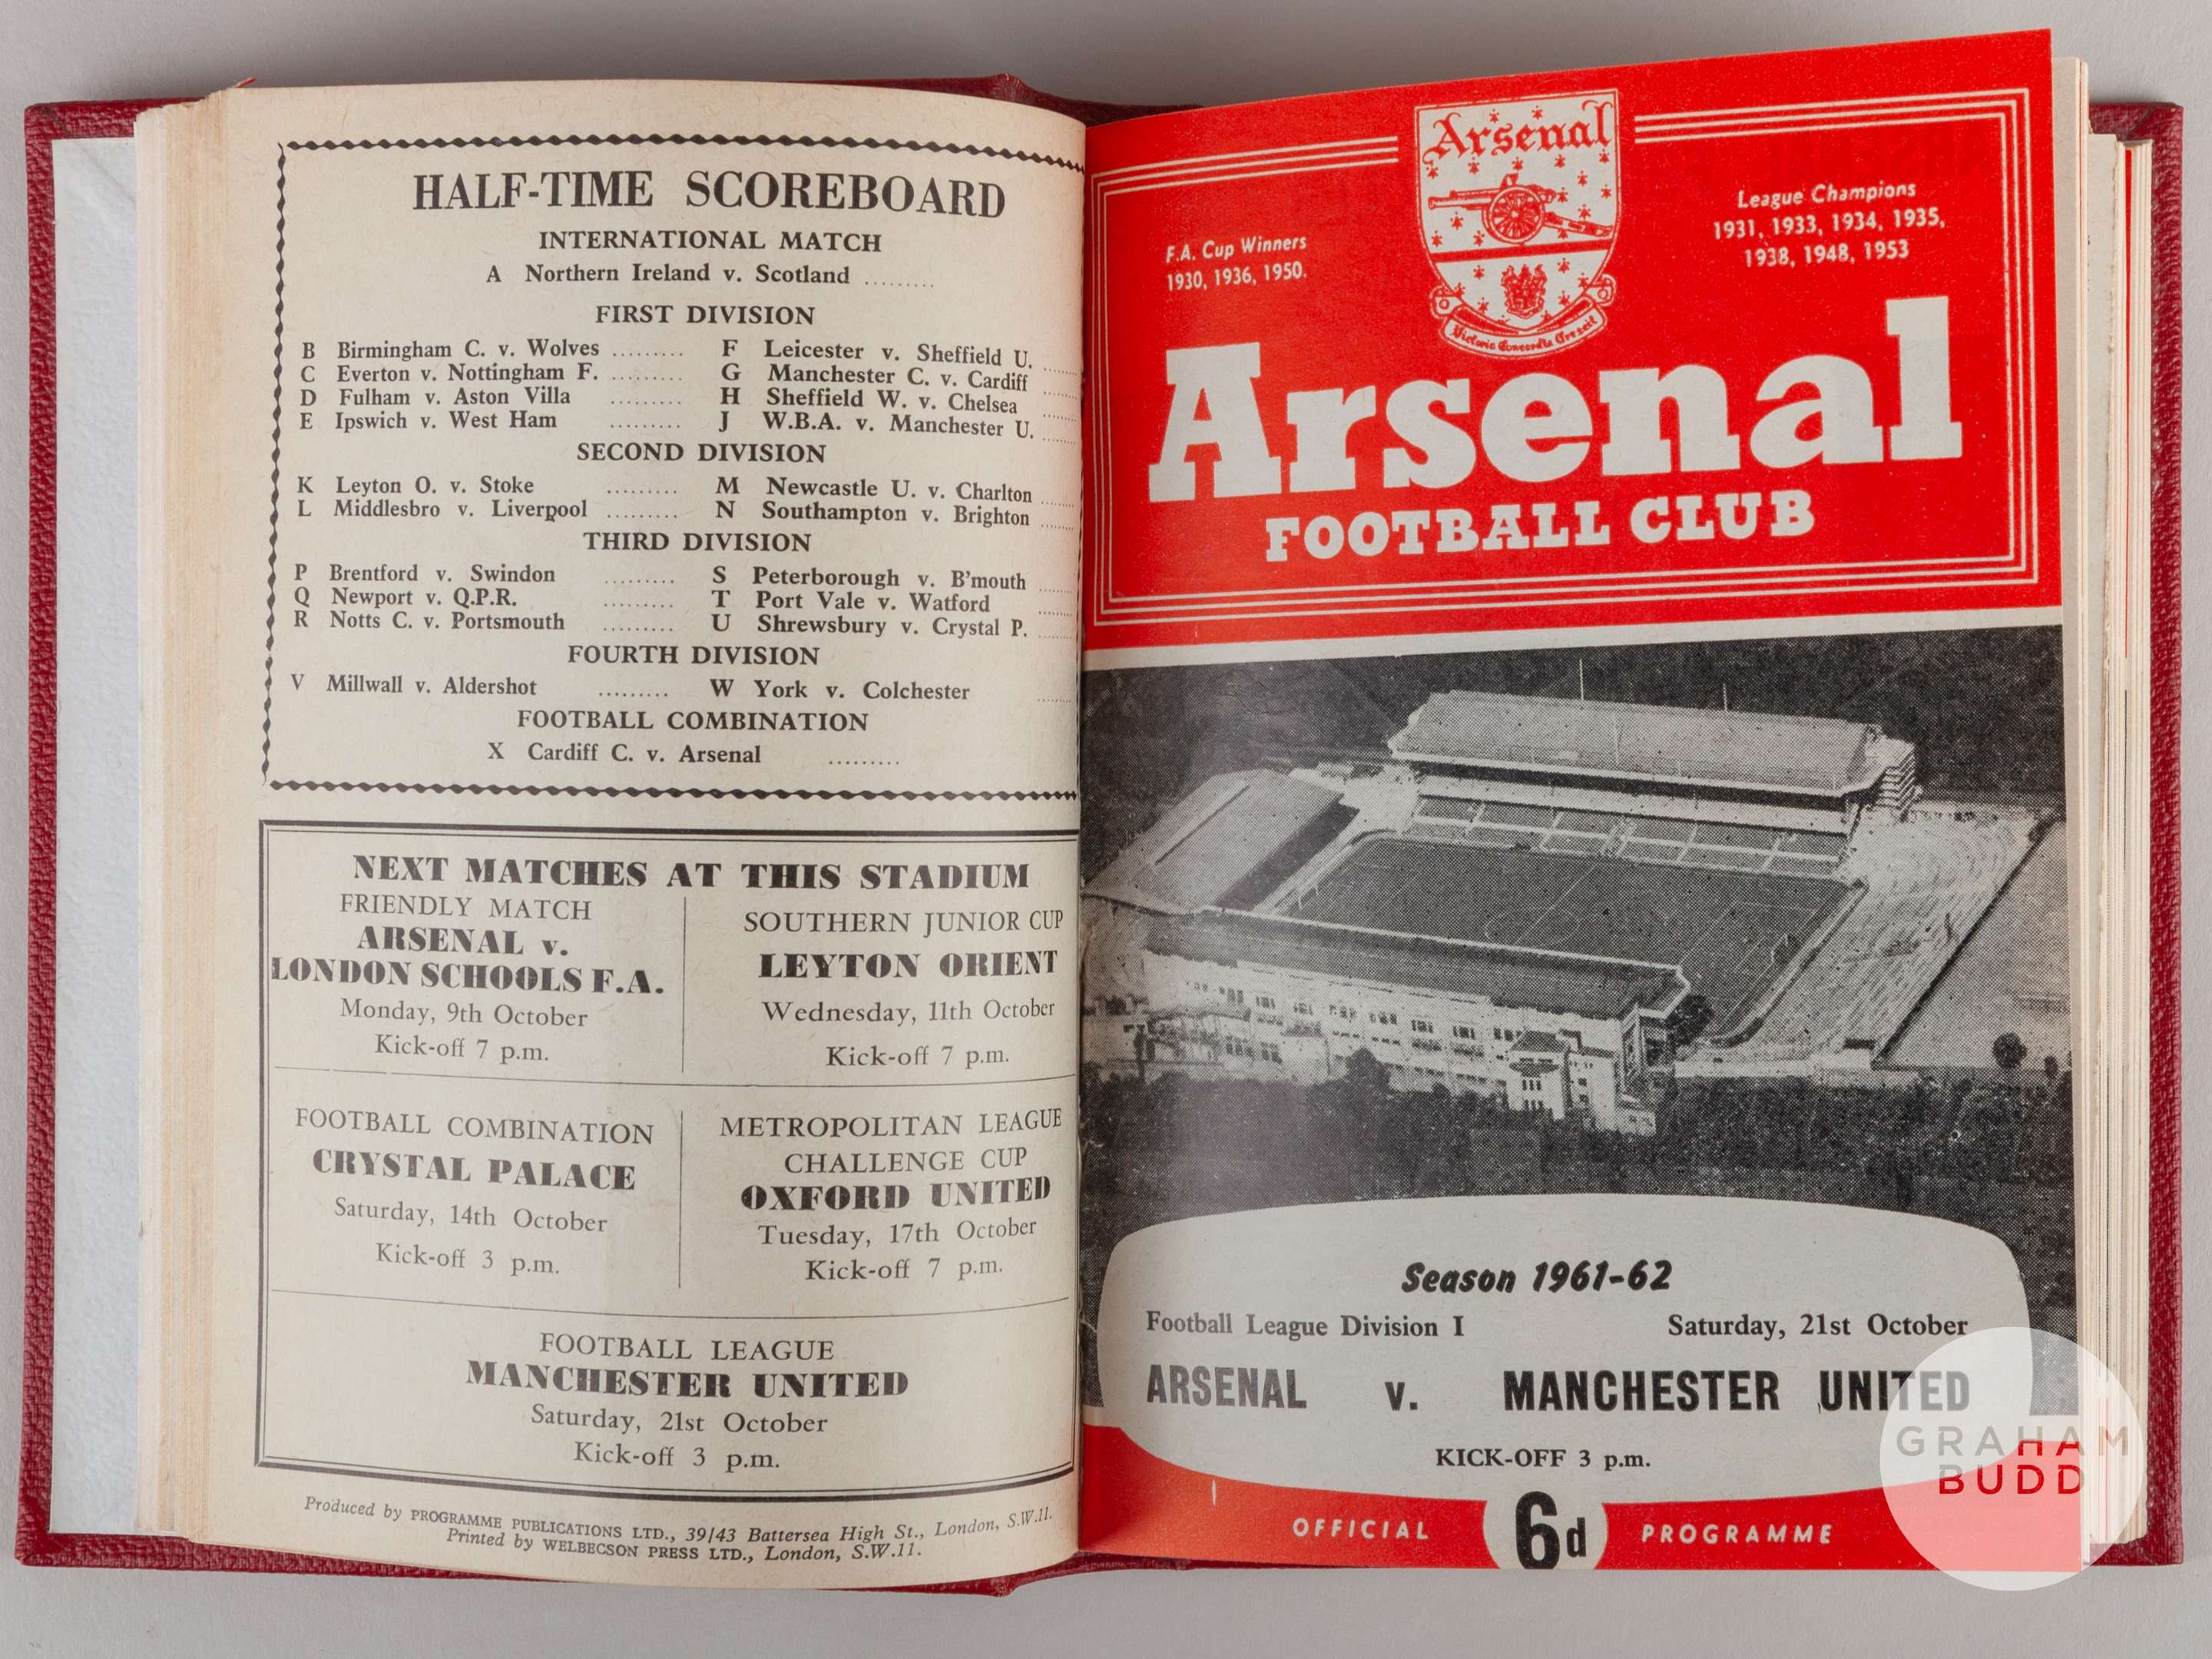 HALF-TIME SCOREBOARD
INTERNATIONAL MATCH
A Northern Ireland v. Scotland .........
FIRST DIVISION
B Birmingham C. v. Wolves .........
C Everton v. Nottingham F. .........
D Fulham v. Aston Villa .........
E Ipswich v. West Ham .........
F Leicester v. Sheffield U. ......
G Manchester C. v. Cardiff ......
H Sheffield W. v. Chelsea ......
J W.B.A. v. Manchester U. ......
SECOND DIVISION
K Leyton O. v. Stoke .........
L Middlesbro v. Liverpool .........
M Newcastle U. v. Charlton ......
N Southampton v. Brighton ......
THIRD DIVISION
P Brentford v. Swindon .........
Q Newport v. Q.P.R. .........
R Notts C. v. Portsmouth .........
S Peterborough v. B'mouth ......
T Port Vale v. Watford ......
U Shrewsbury v. Crystal P. ......
FOURTH DIVISION
V Millwall v. Aldershot .........
W York v. Colchester ......
FOOTBALL COMBINATION
X Cardiff C. v. Arsenal .........
NEXT MATCHES AT THIS STADIUM
FRIENDLY MATCH
ARSENAL v.
LONDON SCHOOLS F.A.
Monday, 9th October
Kick-off 7 p.m.
SOUTHERN JUNIOR CUP
LEYTON ORIENT
Wednesday, 11th October
Kick-off 7 p.m.
FOOTBALL COMBINATION
CRYSTAL PALACE
Saturday, 14th October
Kick-off 3 p.m.
METROPOLITAN LEAGUE
CHALLENGE CUP
OXFORD UNITED
Tuesday, 17th October
Kick-off 7 p.m.
FOOTBALL LEAGUE
MANCHESTER UNITED
Saturday, 21st October
Kick-off 3 p.m.
Produced by PROGRAMME PUBLICATIONS LTD., 39/43 Battersea High St., London, S.W.11.
Printed by WELBECSON PRESS LTD., London, S.W.11.
Arsenal
Victoria Concordia Crescit
F.A. Cup Winners
1930, 1936, 1950.
League Champions
1931, 1933, 1934, 1935,
1938, 1948, 1953
Arsenal
FOOTBALL CLUB
Season 1961-62
Football League Division I Saturday, 21st October
ARSENAL v. MANCHESTER UNITED
KICK-OFF 3 p.m.
OFFICIAL 6d PROGRAMME
GRAHAM
BUDD